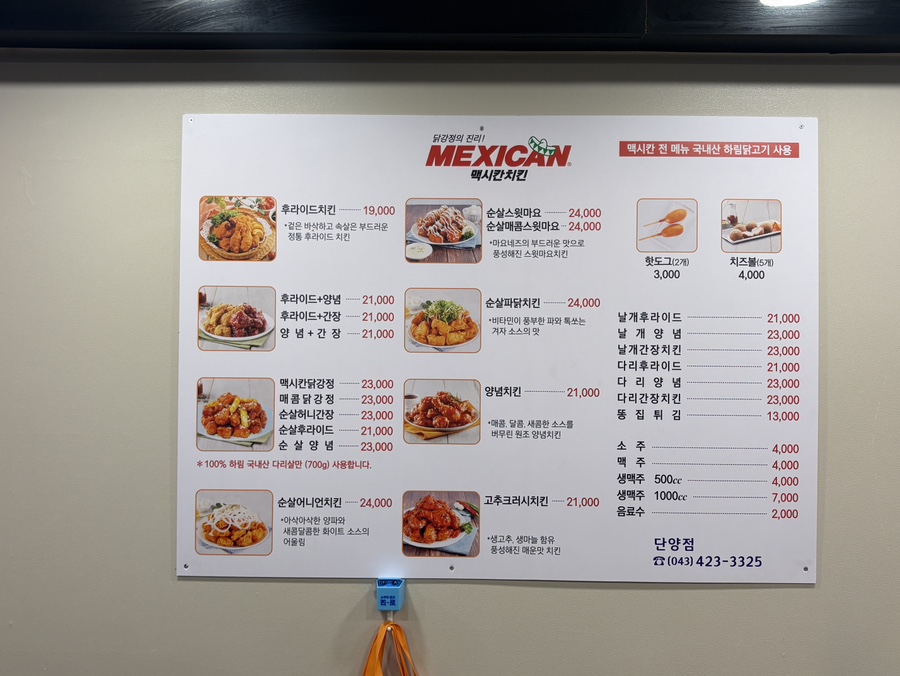 닭강정의 진리!
MEXICAN
맥시칸치킨
맥시칸 전 메뉴 국내산 하림닭고기 사용
후라이드치킨 19,000
*겉은 바삭하고 속살은 부드러운
정통 후라이드 치킨
후라이드+양념 21,000
후라이드+간장 21,000
양념+간장 21,000
맥시칸닭강정 23,000
매콤닭강정 23,000
순살허니간장 23,000
순살후라이드 21,000
순살양념 23,000
*100% 하림 국내산 다리살만 (700g) 사용합니다.
순살어니언치킨 24,000
*아삭아삭한 양파와
새콤달콤한 화이트 소스의
어울림
순살스윗마요 24,000
순살매콤스윗마요 24,000
*마요네즈의 부드러운 맛으로
풍성해진 스윗마요치킨
순살파닭치킨 24,000
*비타민이 풍부한 파와 톡쏘는
겨자 소스의 맛
양념치킨 21,000
*매콤, 달콤, 새콤한 소스를
버무린 원조 양념치킨
고추크러시치킨 21,000
*생고추, 생마늘 함유
풍성해진 매운맛 치킨
핫도그(2개)
3,000
치즈볼(5개)
4,000
날개후라이드 21,000
날개양념 23,000
날개간장치킨 23,000
다리후라이드 21,000
다리양념 23,000
다리간장치킨 23,000
똥집튀김 13,000
소주 4,000
맥주 4,000
생맥주 500cc 4,000
생맥주 1000cc 7,000
음료수 2,000
단양점
☎(043)423-3325